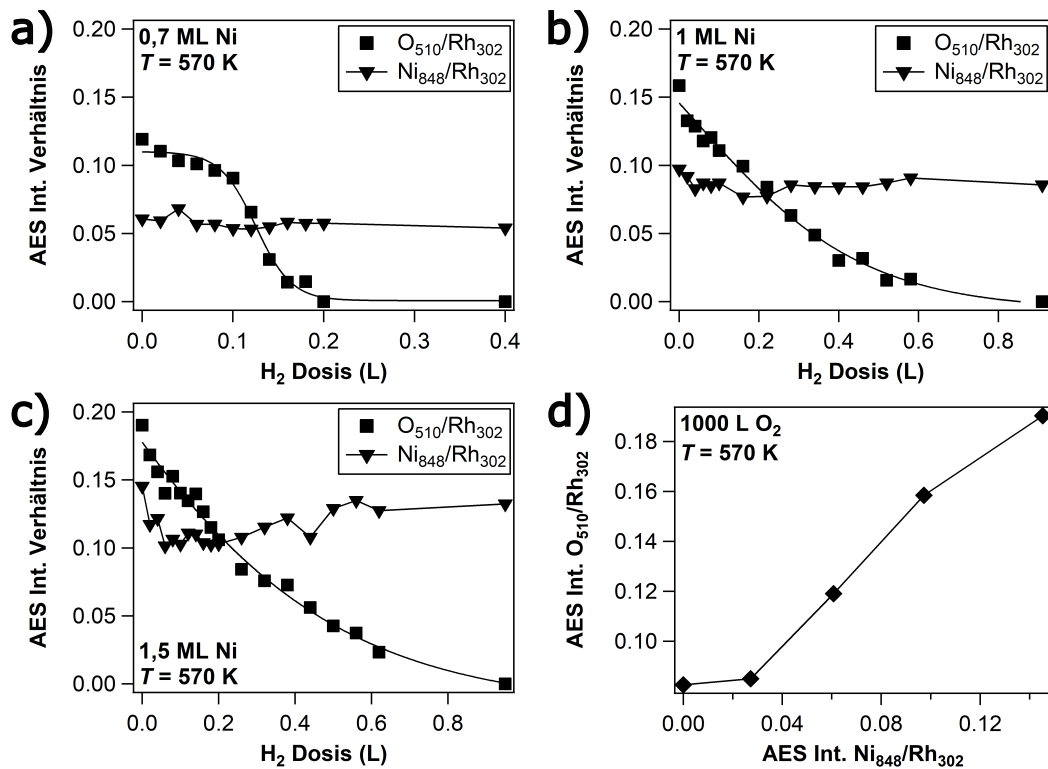 a)
0,7 ML Ni
T = 570 K
O510/Rh302
Ni848/Rh302
AES Int. Verhältnis
0.20
0.15
0.10
0.05
0.00
0.0 0.1 0.2 0.3 0.4
H2 Dosis (L)
b)
1 ML Ni
T = 570 K
O510/Rh302
Ni848/Rh302
AES Int. Verhältnis
0.20
0.15
0.10
0.05
0.00
0.0 0.2 0.4 0.6 0.8
H2 Dosis (L)
c)
O510/Rh302
Ni848/Rh302
AES Int. Verhältnis
0.20
0.15
0.10
0.05
0.00
1,5 ML Ni
T = 570 K
0.0 0.2 0.4 0.6 0.8
H2 Dosis (L)
d)
1000 L O2
T = 570 K
AES Int. O510/Rh302
0.18
0.16
0.14
0.12
0.10
0.00 0.04 0.08 0.12
AES Int. Ni848/Rh302